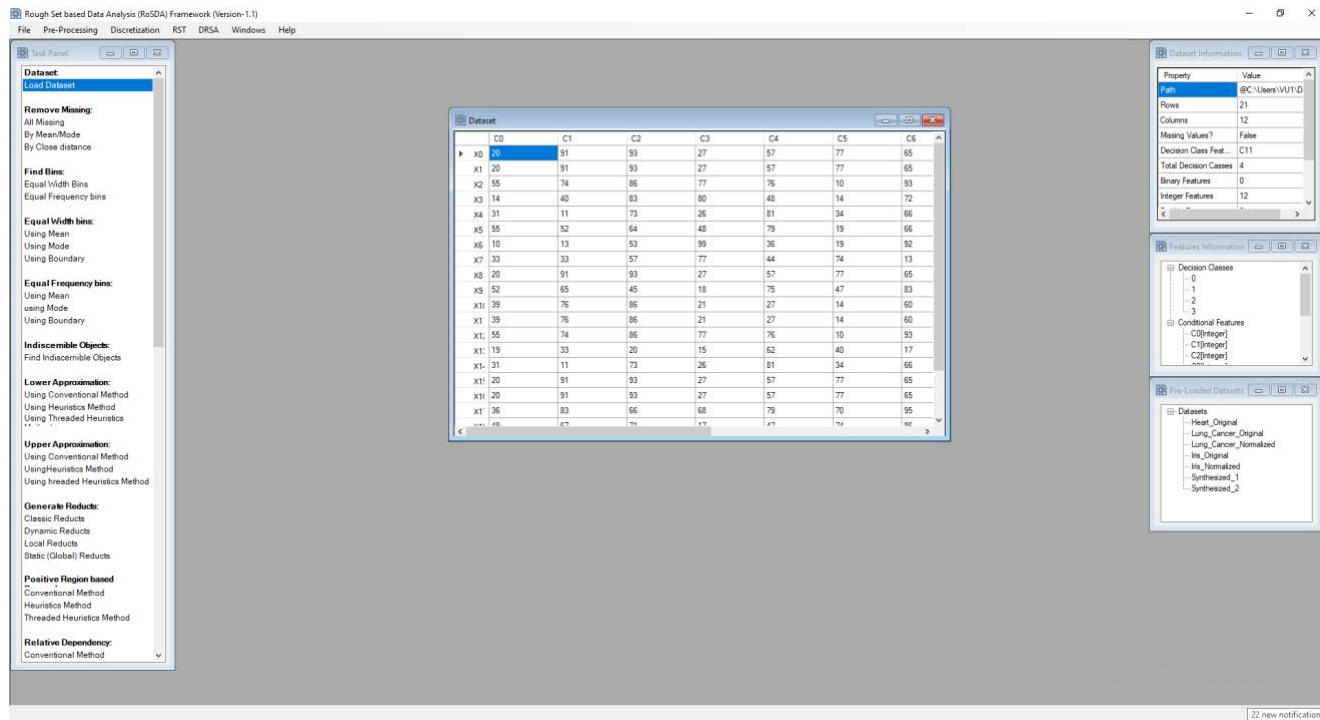 Rough Set based Data Analysis (RoSDA) Framework (Version-1.1)
File Pre-Processing Discretization RST DRSA Windows Help
Task Panel
Dataset:
Load Dataset
Remove Missing:
All Missing
By Mean/Mode
By Close distance
Find Bins:
Equal Width Bins
Equal Frequency bins
Equal Width bins:
Using Mean
Using Mode
Using Boundary
Equal Frequency bins:
Using Mean
using Mode
Using Boundary
Indiscernible Objects:
Find Indiscernible Objects
Lower Approximation:
Using Conventional Method
Using Heuristics Method
Using Threaded Heuristics
Upper Approximation:
Using Conventional Method
UsingHeuristics Method
Using hreaded Heuristics Method
Generate Reducts:
Classic Reducts
Dynamic Reducts
Local Reducts
Static (Global) Reducts
Positive Region based
Conventional Method
Heuristics Method
Threaded Heuristics Method
Relative Dependency:
Conventional Method
Dataset
C0 C1 C2 C3 C4 C5 C6
X0 20 91 93 27 57 77 65
X1 20 91 93 27 57 77 65
X2 55 74 86 77 76 10 93
X3 14 40 83 80 48 14 72
X4 31 11 73 26 81 34 66
X5 55 52 64 48 79 19 66
X6 10 13 53 99 36 19 92
X7 33 33 57 77 44 74 13
X8 20 91 93 27 57 77 65
X9 52 65 45 18 75 47 83
39 76 86 21 27 14 60
39 76 86 21 27 14 60
55 74 86 77 76 10 93
19 33 20 15 62 40 17
31 11 73 26 81 34 66
20 91 93 27 57 77 65
20 91 93 27 57 77 65
36 83 66 68 79 70 95
Dataset Information
Property Value
Path @C:\Users\VU1\D
Rows 21
Columns 12
Missing Values? False
Decision Class Feat... C11
Total Decision Casses 4
Binary Features 0
Integer Features 12
Features Information
Decision Classes
0
1
2
3
Conditional Features
C0[Integer]
C1[Integer]
C2[Integer]
Pre-Loaded Datasets
Datasets
Heart_Original
Lung_Cancer_Original
Lung_Cancer_Normalized
Iris_Original
Iris_Normalized
Synthesized_1
Synthesized_2
22 new notification